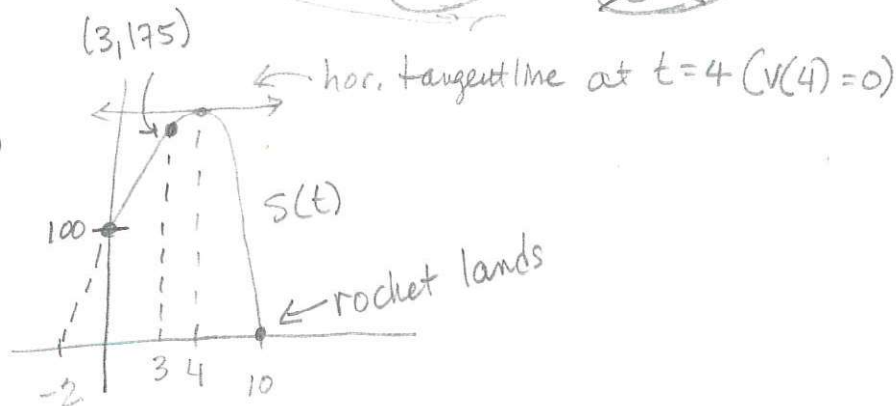 (3,175)
hor. tangent line at t=4 (v(4)=0)
100
S(t)
rocket lands
-2 3 4 10